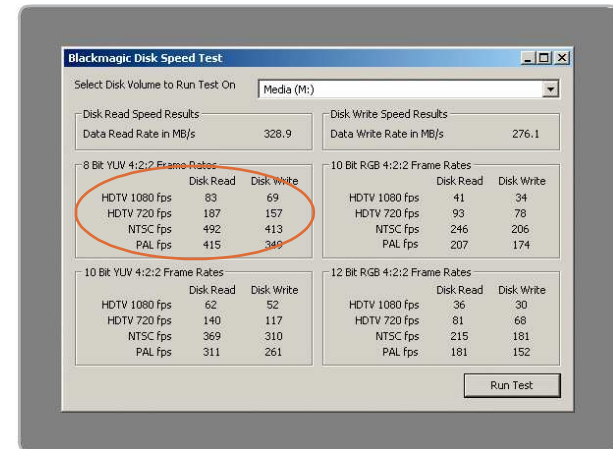 Blackmagic Disk Speed Test
Select Disk Volume to Run Test On Media (M:)
Disk Read Speed Results
Data Read Rate in MB/s 328.9
Disk Write Speed Results
Data Write Rate in MB/s 276.1
8 Bit YUV 4:2:2 Frame Rates
Disk Read Disk Write
HDTV 1080 fps 83 69
HDTV 720 fps 187 157
NTSC fps 492 413
PAL fps 415 349
10 Bit RGB 4:2:2 Frame Rates
Disk Read Disk Write
HDTV 1080 fps 41 34
HDTV 720 fps 93 78
NTSC fps 246 206
PAL fps 207 174
10 Bit YUV 4:2:2 Frame Rates
Disk Read Disk Write
HDTV 1080 fps 62 52
HDTV 720 fps 140 117
NTSC fps 369 310
PAL fps 311 261
12 Bit RGB 4:2:2 Frame Rates
Disk Read Disk Write
HDTV 1080 fps 36 30
HDTV 720 fps 81 68
NTSC fps 215 181
PAL fps 181 152
Run Test